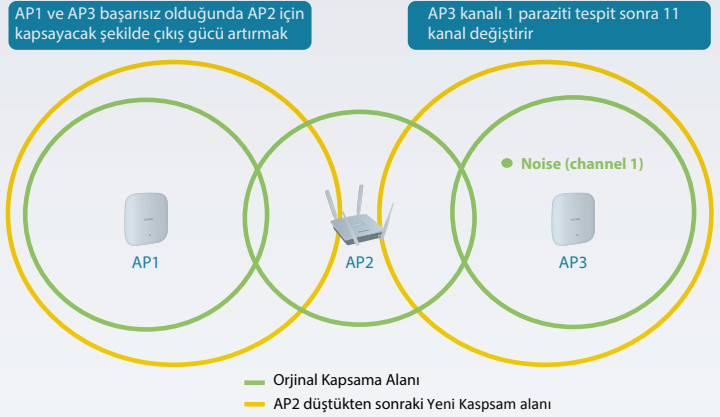 AP1 ve AP3 başarısız olduğunda AP2 için
kapsayacak şekilde çıkış gücü artırmak
AP3 kanalı 1 paraziti tespit sonra 11
kanal değiştirir
Noise (channel 1)
AP1
AP2
AP3
Orjinal Kapsama Alanı
AP2 düştükten sonraki Yeni Kaspsam alanı